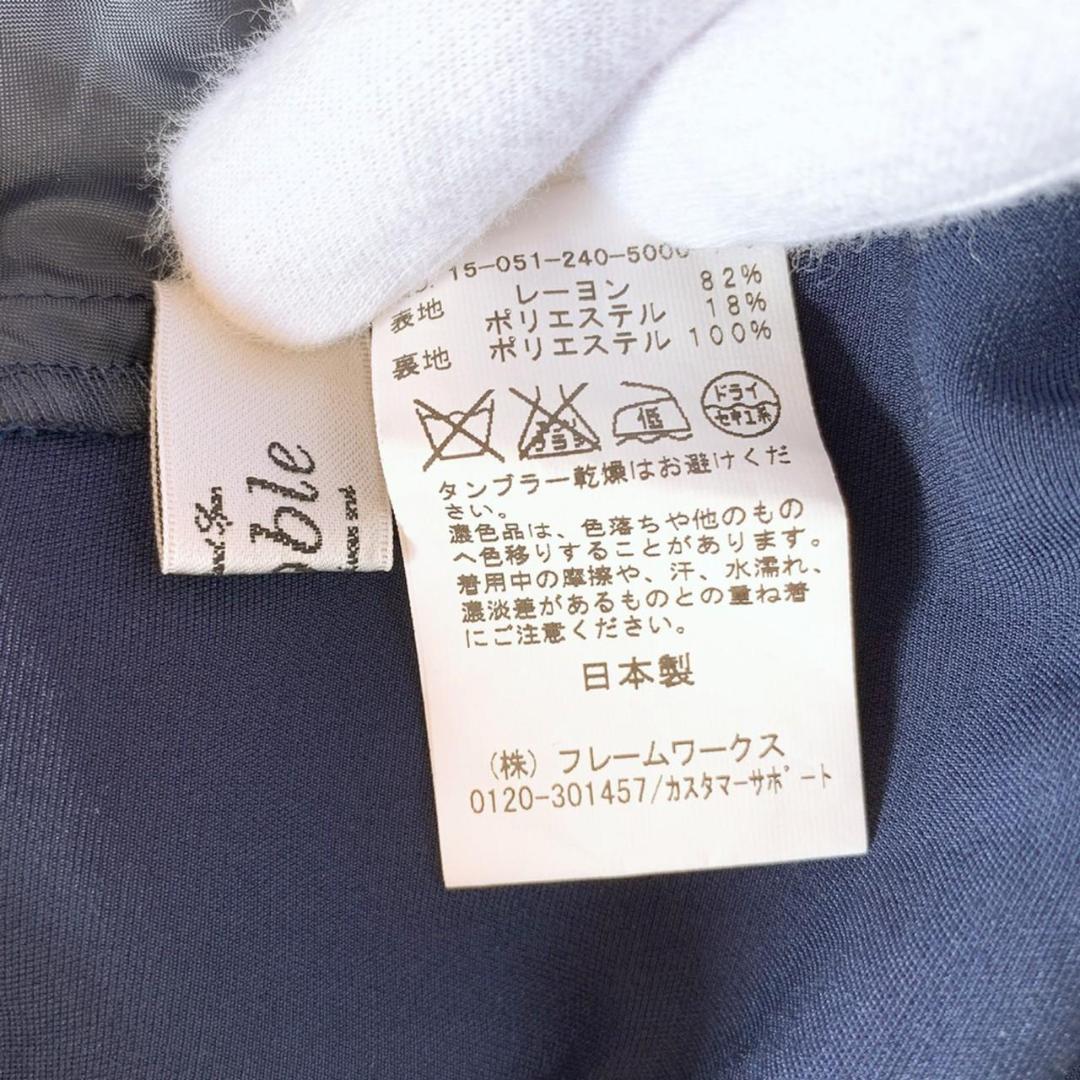 15-051-240-5000
表地 レーヨン 82%
ポリエステル 18%
裏地 ポリエステル 100%
エンソ サラシ
低
ドライ
セキユ系
タンブラー乾燥はお避けくだ
さい。
濃色品は、色落ちや他のもの
へ色移りすることがあります。
着用中の摩擦や、汗、水濡れ、
濃淡差があるものとの重ね着
にご注意ください。
日本製
(株)フレームワークス
0120-301457/カスタマーサポート
ble